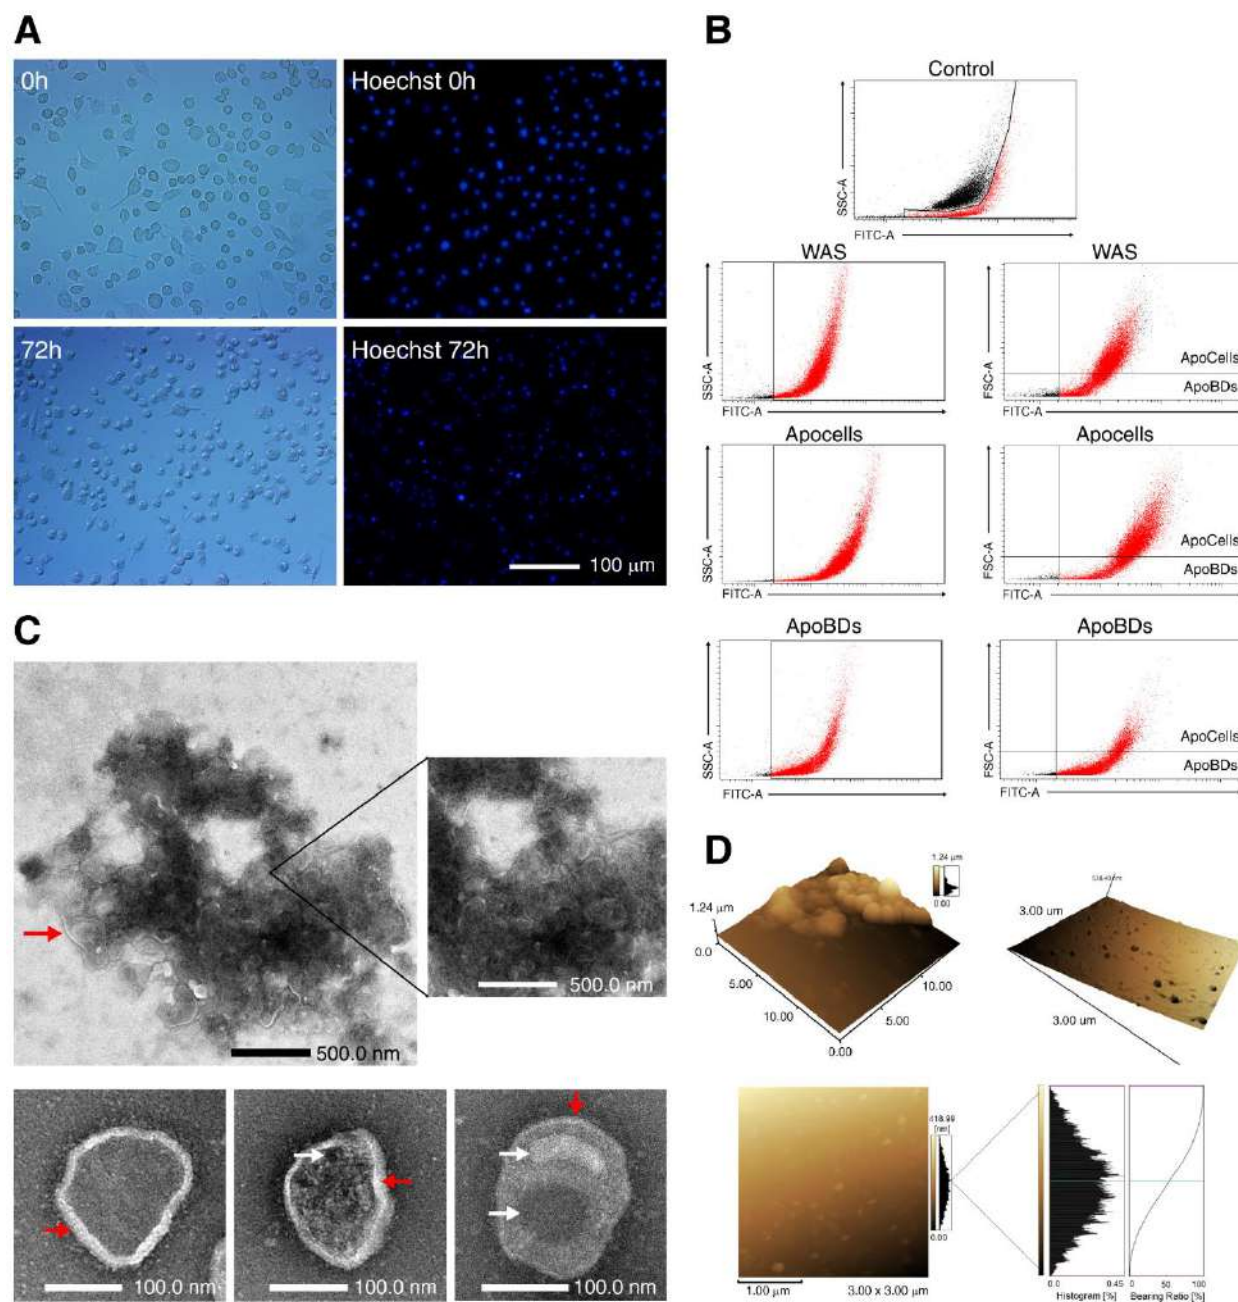 A
0h
Hoechst 0h
72h
Hoechst 72h
100 μm
B
Control
SSC-A
FITC-A
WAS
SSC-A
FITC-A
WAS
FSC-A
ApoCells
ApoBDs
FITC-A
Apocells
SSC-A
FITC-A
Apocells
FSC-A
ApoCells
ApoBDs
FITC-A
ApoBDs
SSC-A
FITC-A
ApoBDs
FSC-A
ApoCells
ApoBDs
FITC-A
C
500.0 nm
500.0 nm
100.0 nm
100.0 nm
100.0 nm
D
1.24 μm
0.00
1.24 μm
0.0
5.00
10.00
0.00
5.00
10.00
3.00 um
3.00 um
418.99
[nm]
0.00
1.00 μm
3.00 x 3.00 μm
0.0
0.45
Histogram [%]
0
50
100
Bearing Ratio [%]